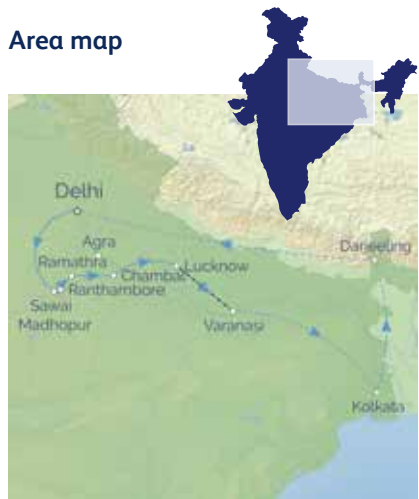 Area map
Delhi
Agra
Ramathra
Ranthambore
Sawai
Madhopur
Chambal
Lucknow
Varanasi
Darjeeling
Kolkata